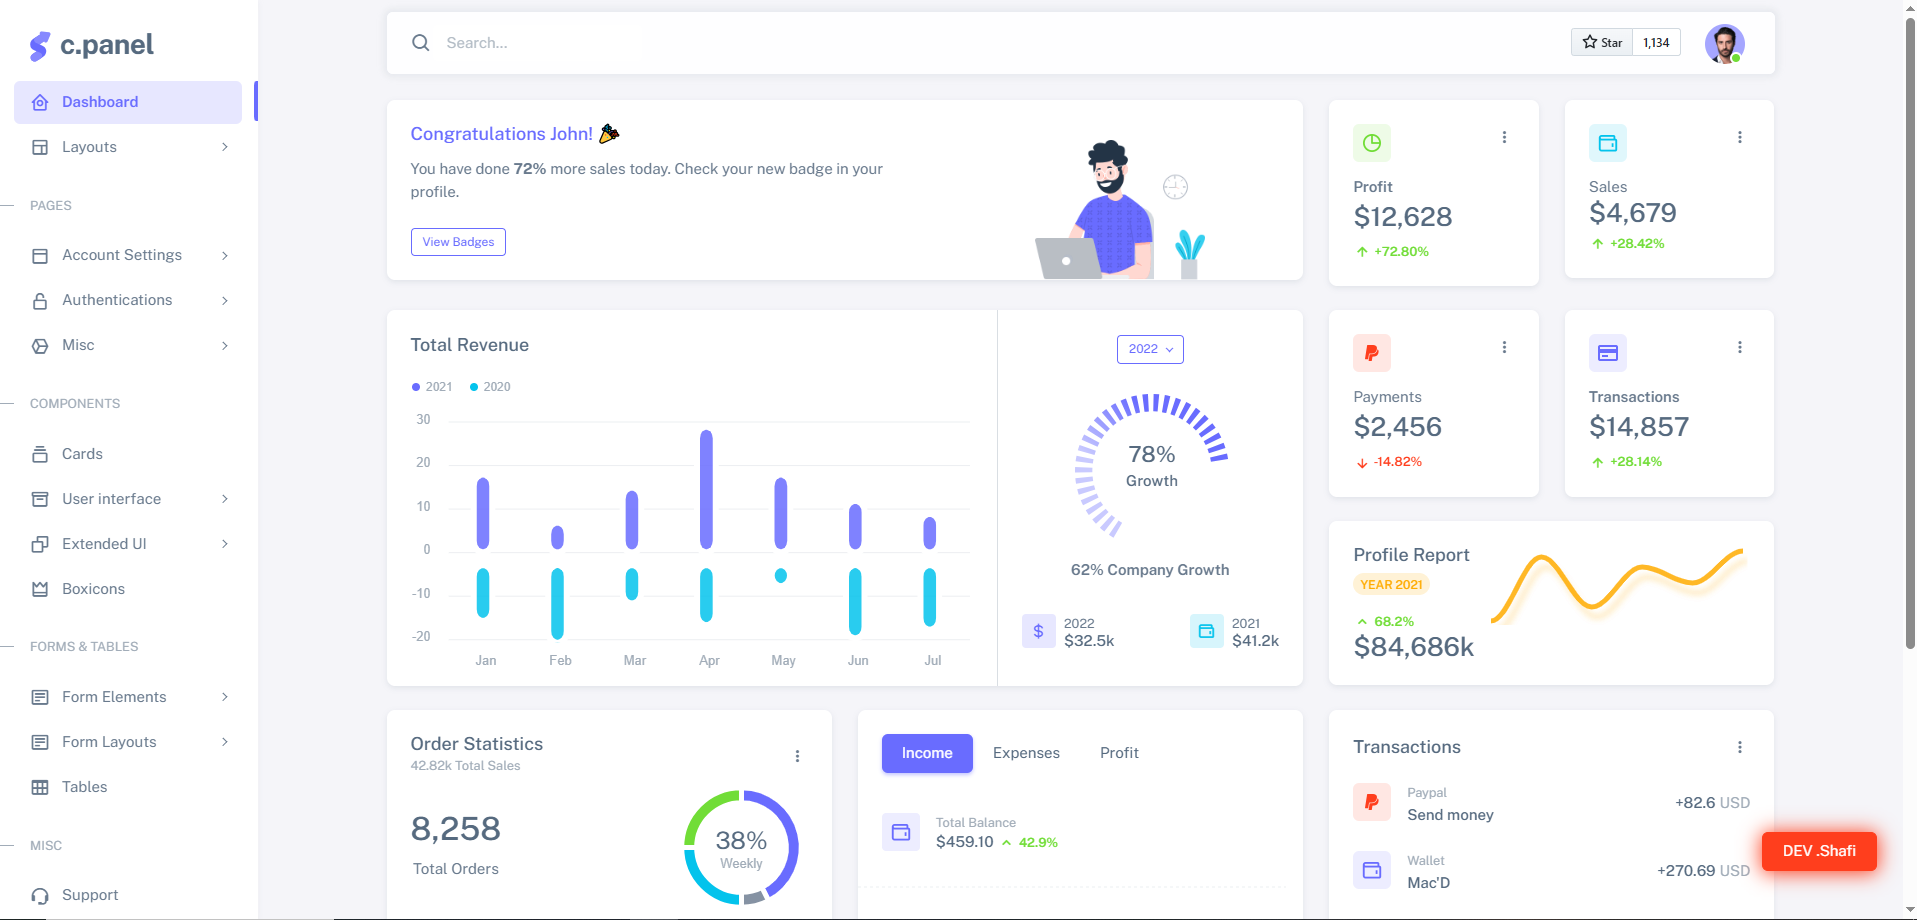 c.panel
Dashboard
Layouts
PAGES
Account Settings
Authentications
Misc
COMPONENTS
Cards
User interface
Extended UI
Boxicons
FORMS & TABLES
Form Elements
Form Layouts
Tables
MISC
Support
Search...
Star 1,134
Congratulations John!
You have done 72% more sales today. Check your new badge in your
profile.
View Badges
Profit
$12,628
+72.80%
Sales
$4,679
+28.42%
Total Revenue
2021 2020
30
20
10
0
-10
-20
Jan Feb Mar Apr May Jun Jul
2022
78%
Growth
62% Company Growth
2022
$32.5k
2021
$41.2k
Payments
$2,456
-14.82%
Transactions
$14,857
+28.14%
Profile Report
YEAR 2021
68.2%
$84,686k
Order Statistics
42.82k Total Sales
8,258
Total Orders
38%
Weekly
Income Expenses Profit
Total Balance
$459.10 42.9%
Transactions
Paypal
Send money
+82.6 USD
Wallet
Mac'D
+270.69 USD
DEV .Shafi